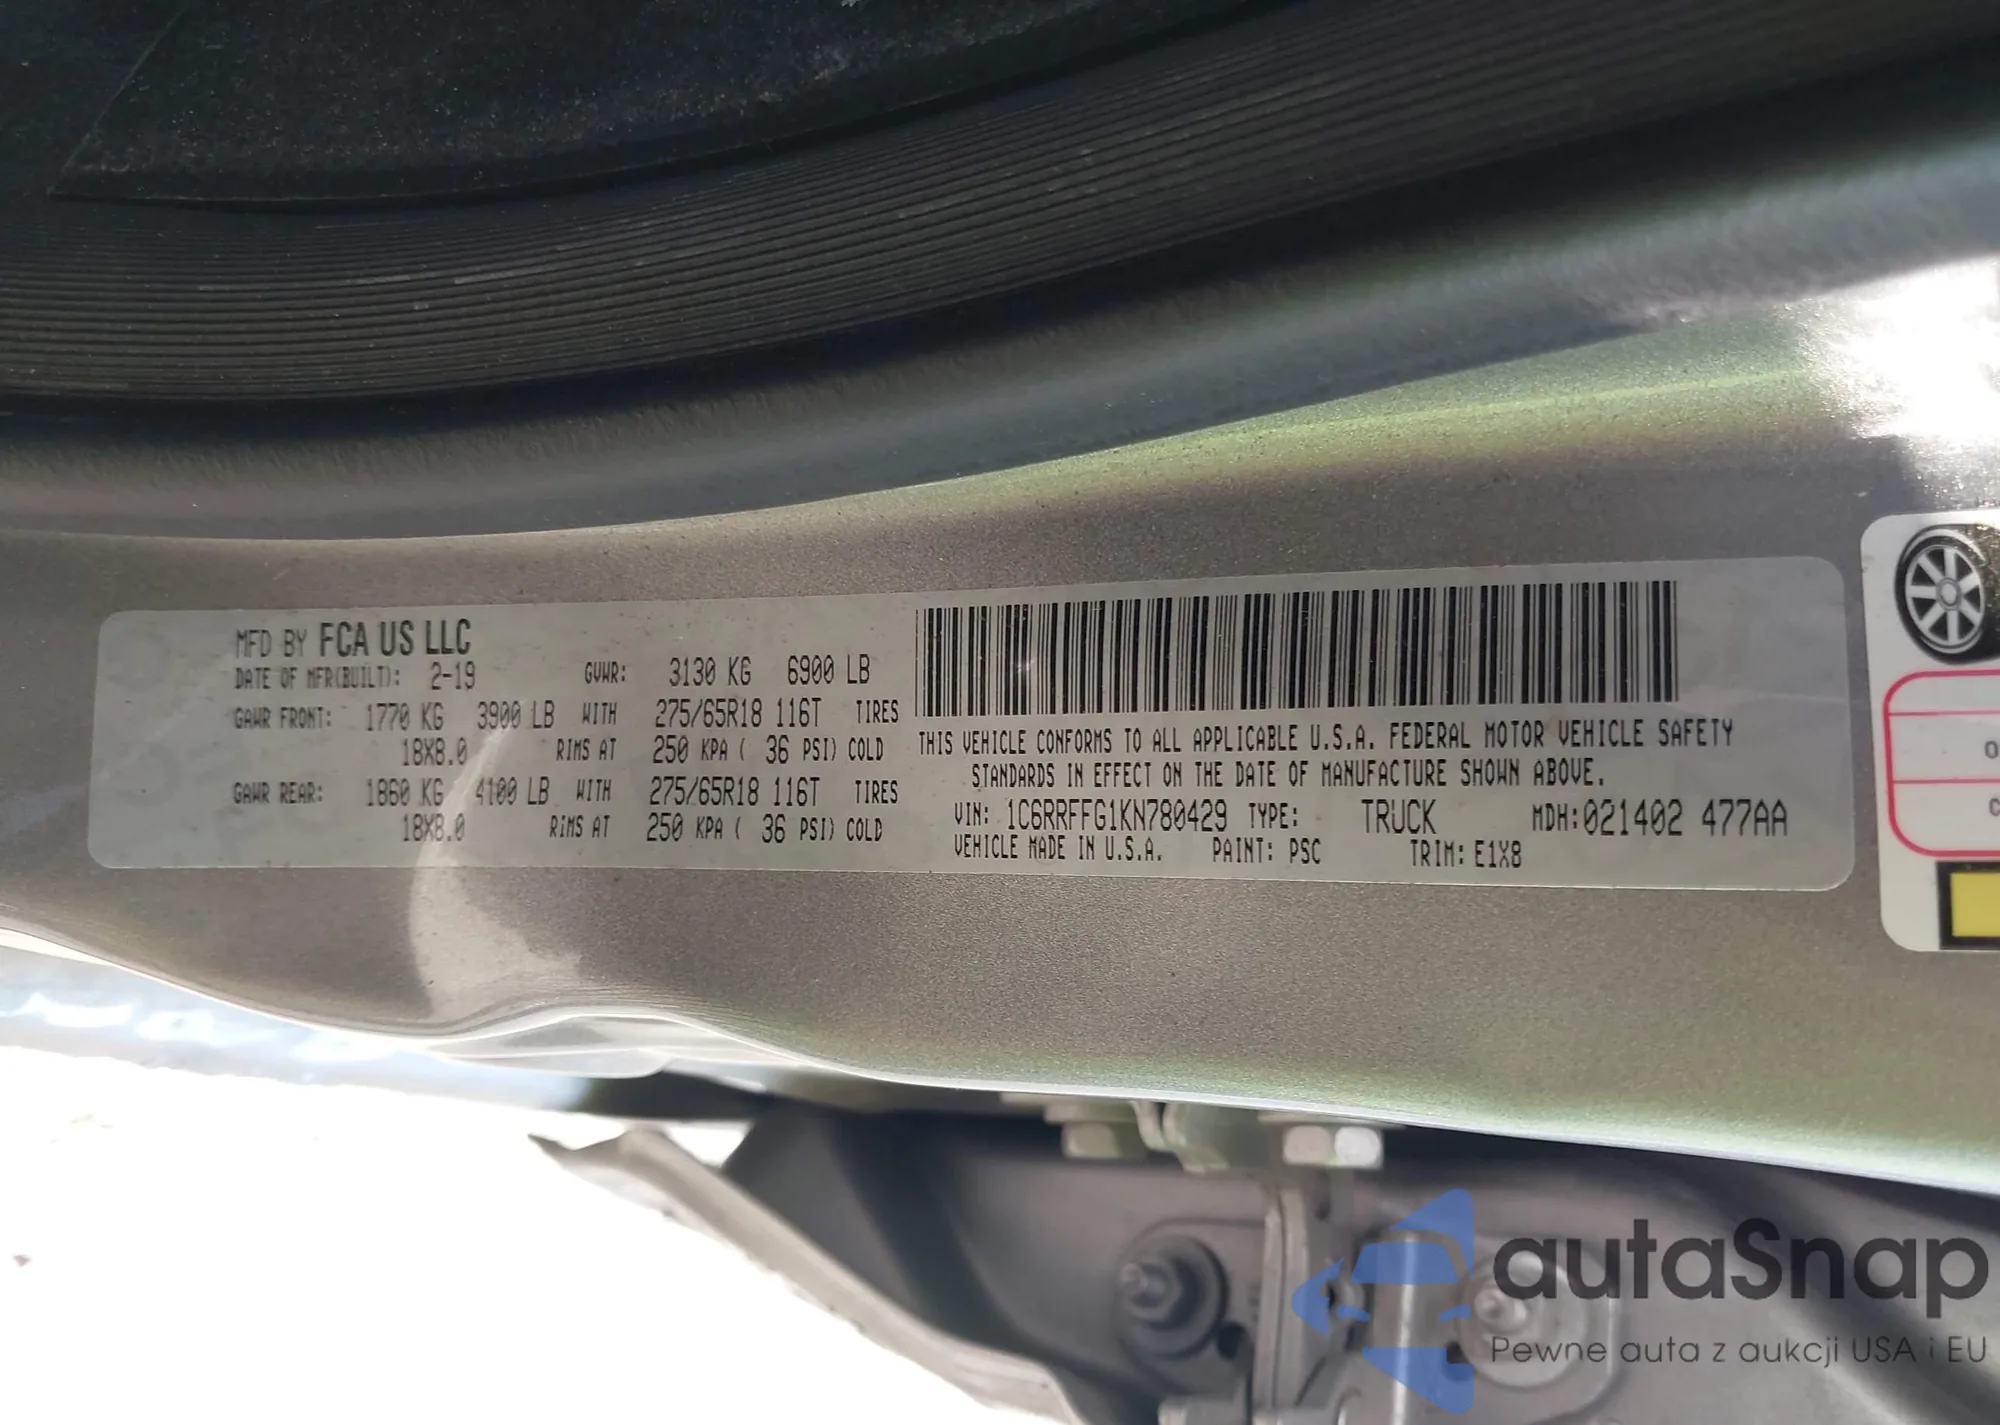 MFD BY FCA US LLC
DATE OF MFR(BUILT): 2-19 GVWR: 3130 KG 6900 LB
GAWR FRONT: 1770 KG 3900 LB WITH 275/65R18 116T TIRES
18X8.0 RIMS AT 250 KPA ( 36 PSI) COLD
GAWR REAR: 1860 KG 4100 LB WITH 275/65R18 116T TIRES
18X8.0 RIMS AT 250 KPA ( 36 PSI) COLD
THIS VEHICLE CONFORMS TO ALL APPLICABLE U.S.A. FEDERAL MOTOR VEHICLE SAFETY
STANDARDS IN EFFECT ON THE DATE OF MANUFACTURE SHOWN ABOVE.
VIN: 1C6RRFFG1KN780429 TYPE: TRUCK MDH:021402 477AA
VEHICLE MADE IN U.S.A. PAINT: PSC TRIM: E1X8
autaSnap
Pewne auta z aukcji USA i EU